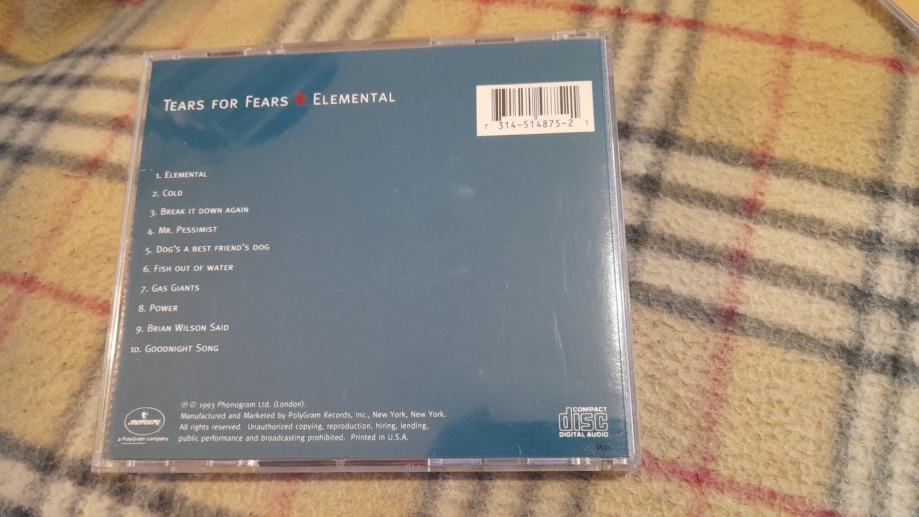 Tears for Fears Elemental
7 314-514875-2 1
1. Elemental
2. Cold
3. Break it down again
4. Mr. Pessimist
5. Dog's a best friend's dog
6. Fish out of water
7. Gas Giants
8. Power
9. Brian Wilson Said
10. Goodnight Song
℗ © 1993 Phonogram Ltd. (London).
Manufactured and Marketed by PolyGram Records, Inc., New York, New York.
All rights reserved. Unauthorized copying, reproduction, hiring, lending,
public performance and broadcasting prohibited. Printed in U.S.A.
mercury
a PolyGram company
COMPACT
disc
DIGITAL AUDIO